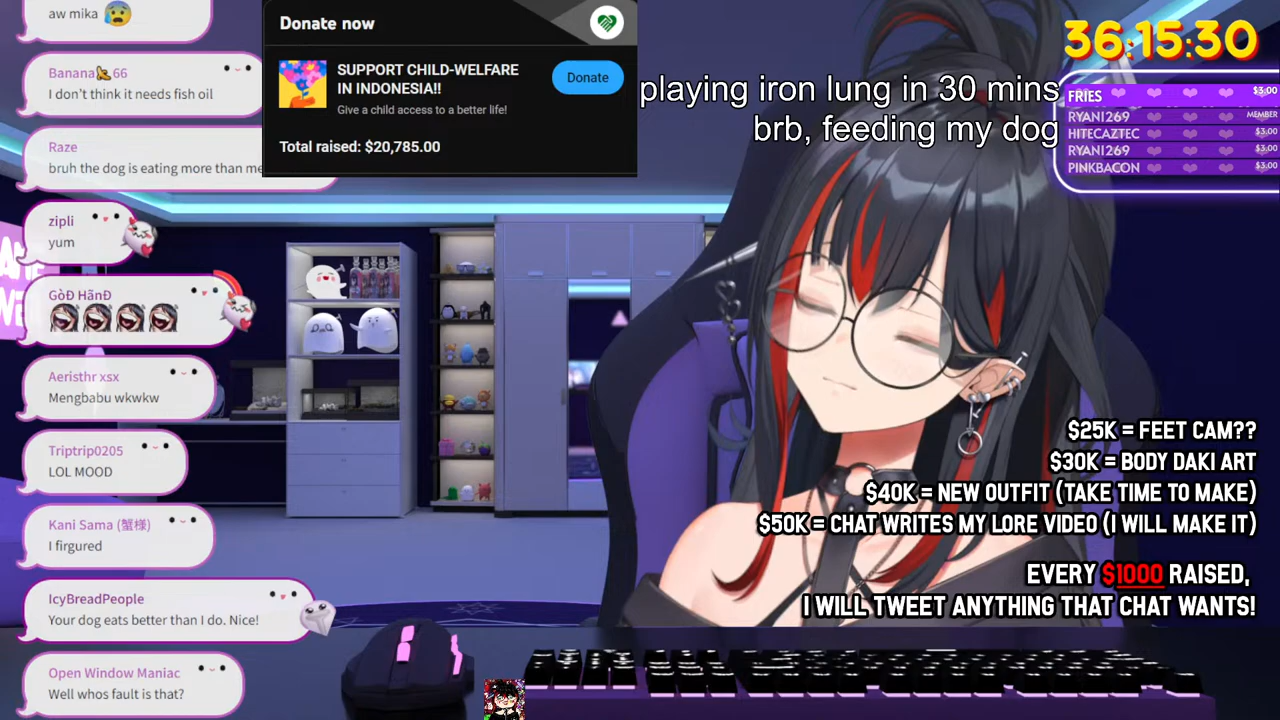 aw mika
Banana 66
I don't think it needs fish oil
Raze
bruh the dog is eating more than me
zipli
yum
GòĐ HãnĐ
Aeristhr xsx
Mengbabu wkwkw
Triptrip0205
LOL MOOD
Kani Sama (蟹様)
I firgured
IcyBreadPeople
Your dog eats better than I do. Nice!
Open Window Maniac
Well whos fault is that?
Donate now
SUPPORT CHILD-WELFARE
IN INDONESIA!!
Give a child access to a better life!
Donate
Total raised: $20,785.00
playing iron lung in 30 mins
brb, feeding my dog
36:15:30
FRIES $3.00
RYAN1269 MEMBER
HITECAZTEC $3.00
RYAN1269 $3.00
PINKBACON $3.00
$25K = FEET CAM??
$30K = BODY DAKI ART
$40K = NEW OUTFIT (TAKE TIME TO MAKE)
$50K = CHAT WRITES MY LORE VIDEO (I WILL MAKE IT)
EVERY $1000 RAISED,
I WILL TWEET ANYTHING THAT CHAT WANTS!